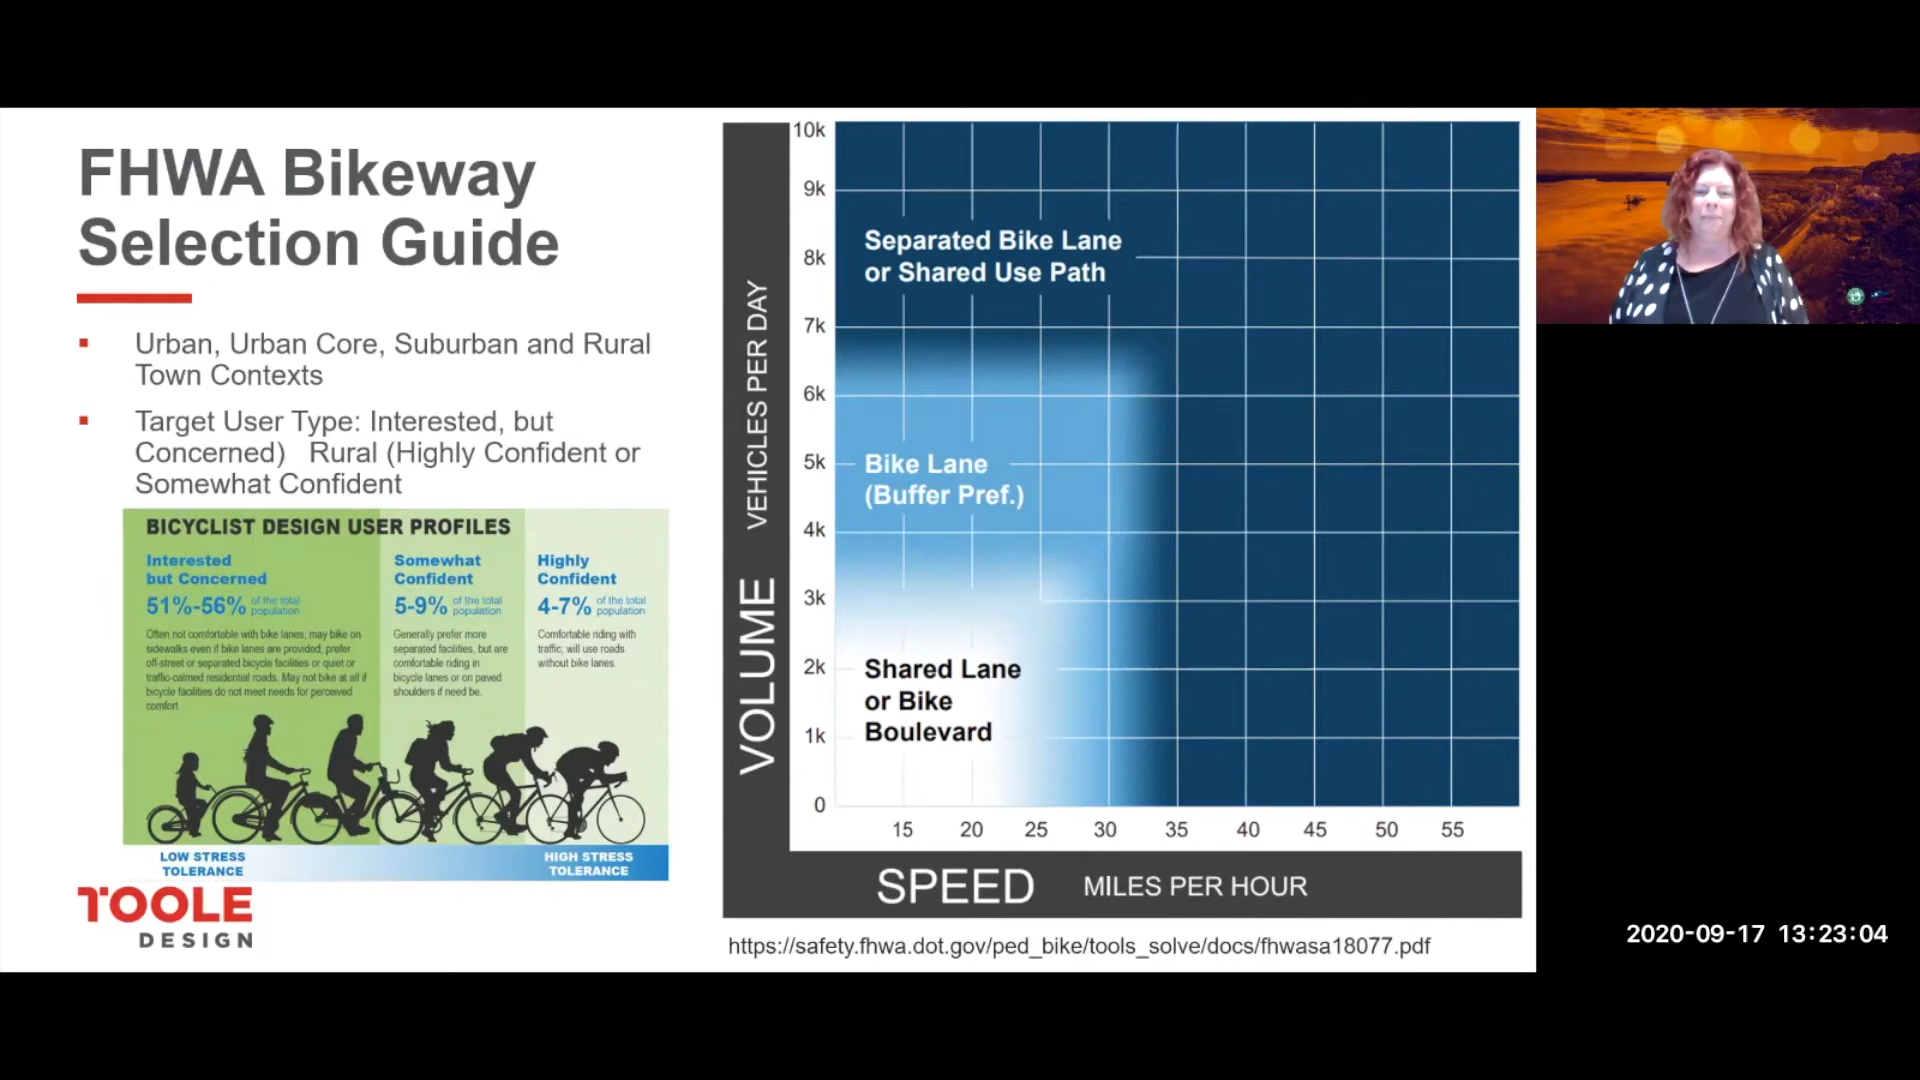 FHWA Bikeway
Selection Guide
Urban, Urban Core, Suburban and Rural
Town Contexts
Target User Type: Interested, but
Concerned) Rural (Highly Confident or
Somewhat Confident
BICYCLIST DESIGN USER PROFILES
Interested
but Concerned
51%-56% of the total
population
Often not comfortable with bike lanes, may bike on
sidewalks even if bike lanes are provided; prefer
off-street or separated bicycle facilities or quiet or
traffic-calmed residential roads. May not bike at all if
bicycle facilities do not meet needs for perceived
comfort.
Somewhat
Confident
5-9% of the total
population
Generally prefer more
separated facilities, but are
comfortable riding in
bicycle lanes or on paved
shoulders if need be.
Highly
Confident
4-7% of the total
population
Comfortable riding with
traffic; will use roads
without bike lanes.
LOW STRESS
TOLERANCE
HIGH STRESS
TOLERANCE
TOOLE
DESIGN
VOLUME VEHICLES PER DAY
10k
9k
8k
7k
6k
5k
4k
3k
2k
1k
0
Separated Bike Lane
or Shared Use Path
Bike Lane
(Buffer Pref.)
Shared Lane
or Bike
Boulevard
15 20 25 30 35 40 45 50 55
SPEED MILES PER HOUR
https://safety.fhwa.dot.gov/ped_bike/tools_solve/docs/fhwasa18077.pdf
2020-09-17 13:23:04